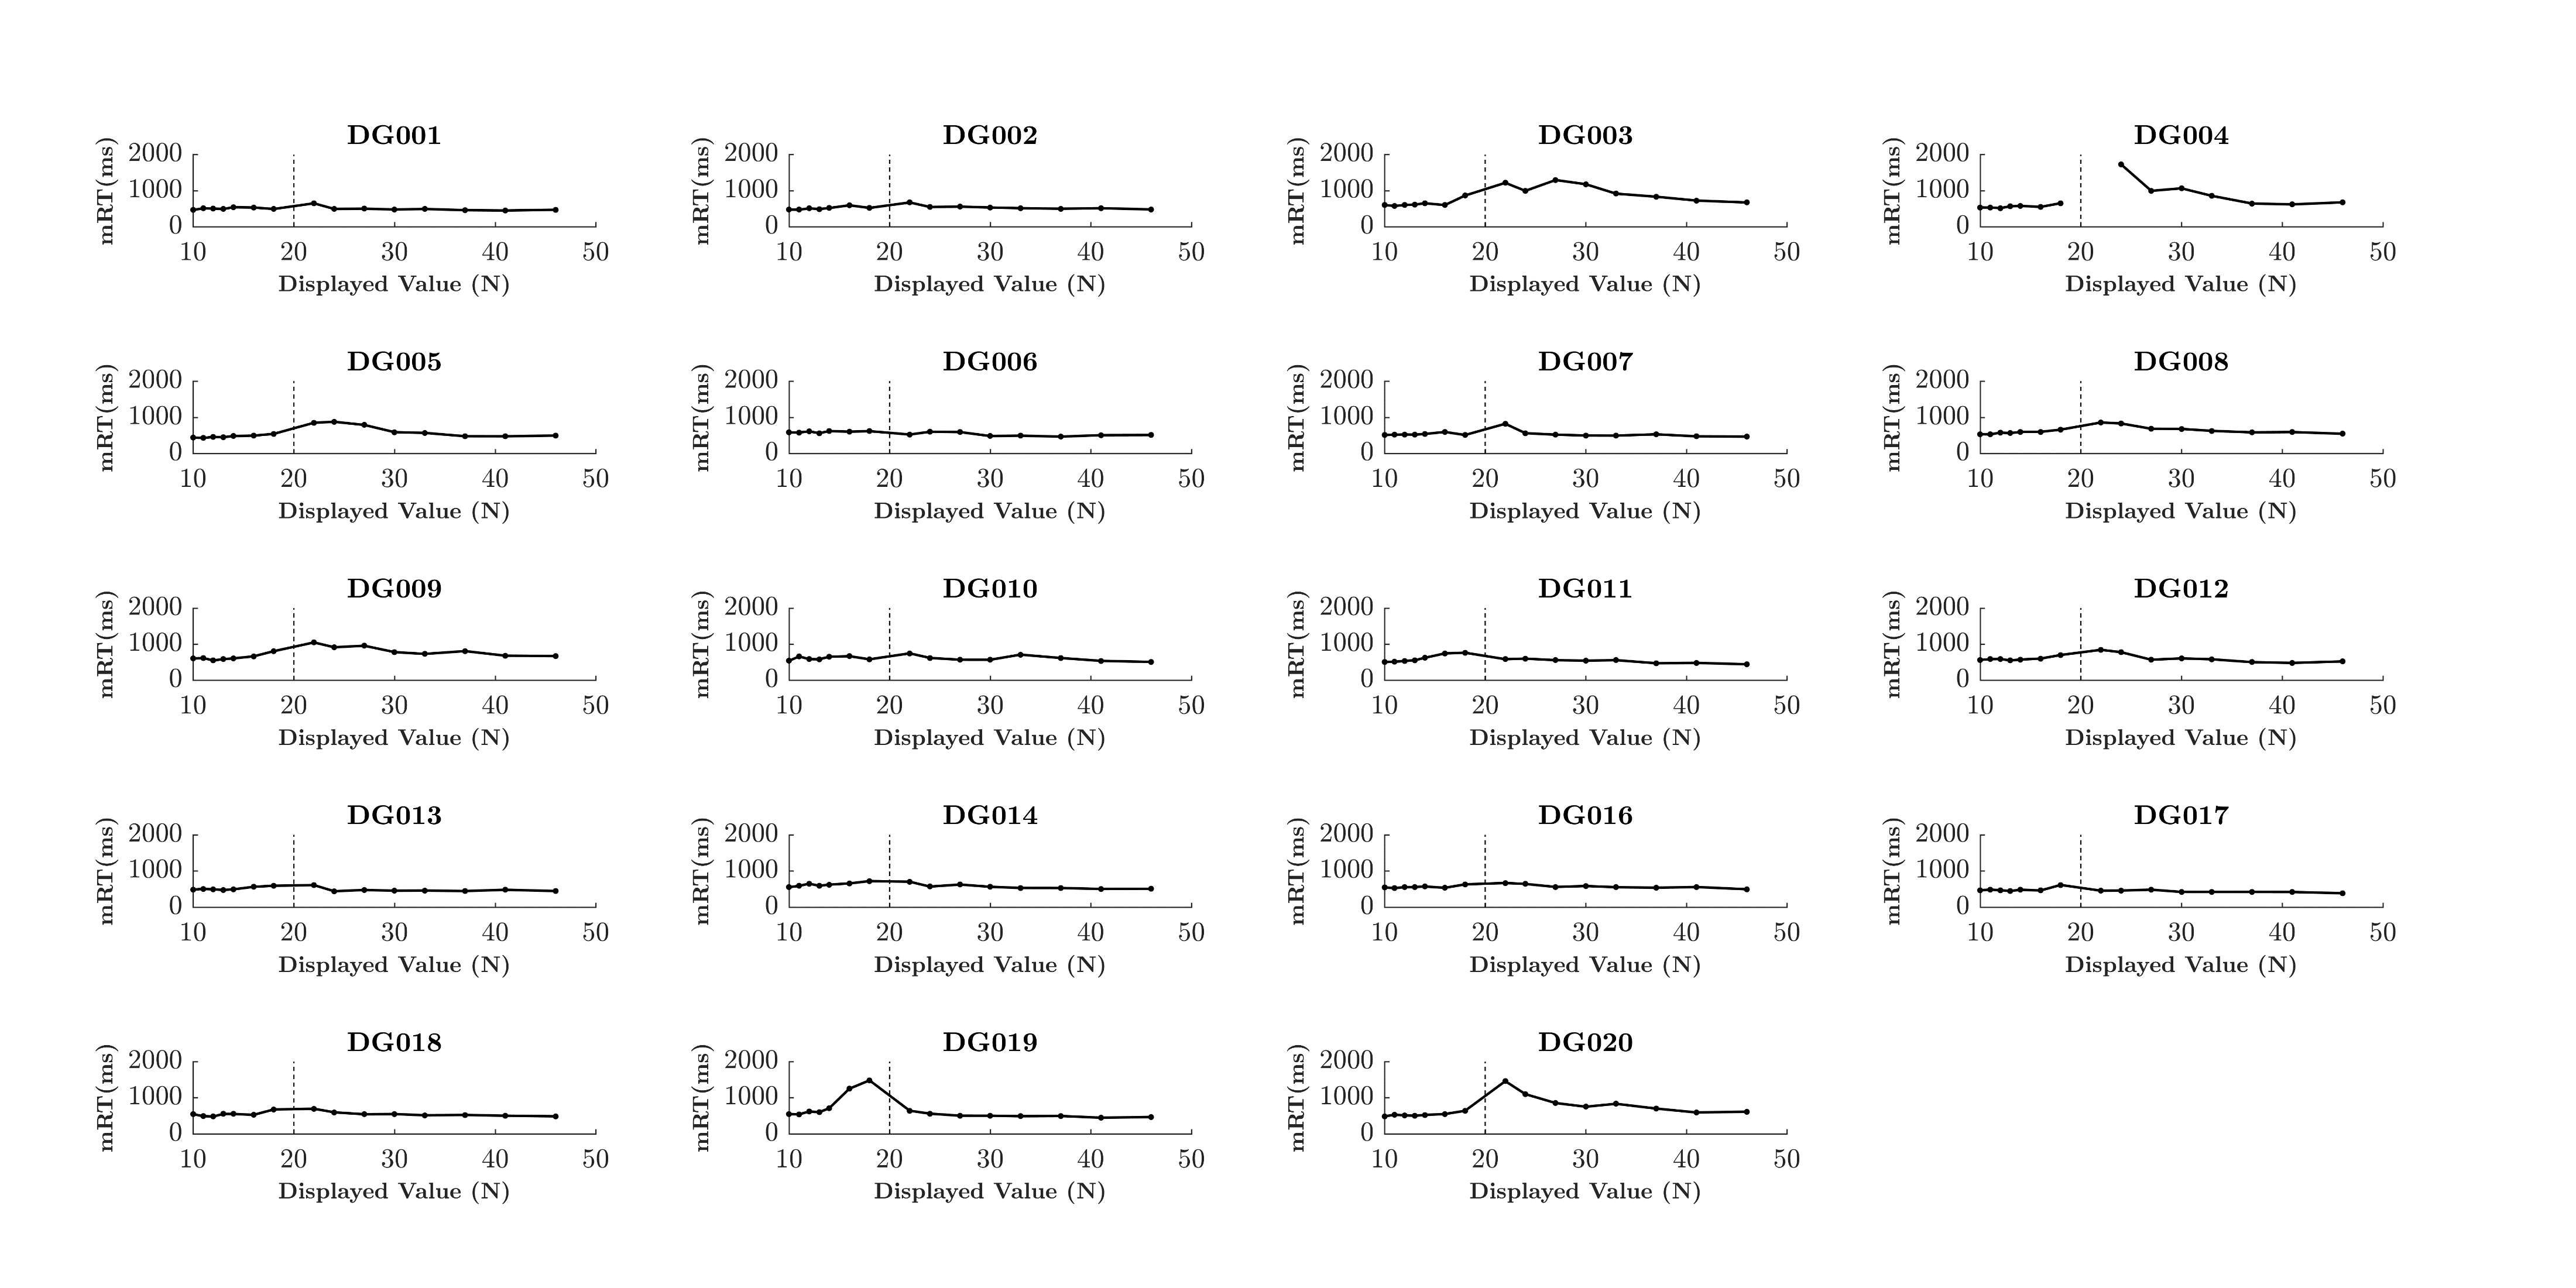 DG001
mRT(ms)
2000
1000
0
10 20 30 40 50
Displayed Value (N)
DG002
mRT(ms)
2000
1000
0
10 20 30 40 50
Displayed Value (N)
DG003
mRT(ms)
2000
1000
0
10 20 30 40 50
Displayed Value (N)
DG004
mRT(ms)
2000
1000
0
10 20 30 40 50
Displayed Value (N)
DG005
mRT(ms)
2000
1000
0
10 20 30 40 50
Displayed Value (N)
DG006
mRT(ms)
2000
1000
0
10 20 30 40 50
Displayed Value (N)
DG007
mRT(ms)
2000
1000
0
10 20 30 40 50
Displayed Value (N)
DG008
mRT(ms)
2000
1000
0
10 20 30 40 50
Displayed Value (N)
DG009
mRT(ms)
2000
1000
0
10 20 30 40 50
Displayed Value (N)
DG010
mRT(ms)
2000
1000
0
10 20 30 40 50
Displayed Value (N)
DG011
mRT(ms)
2000
1000
0
10 20 30 40 50
Displayed Value (N)
DG012
mRT(ms)
2000
1000
0
10 20 30 40 50
Displayed Value (N)
DG013
mRT(ms)
2000
1000
0
10 20 30 40 50
Displayed Value (N)
DG014
mRT(ms)
2000
1000
0
10 20 30 40 50
Displayed Value (N)
DG016
mRT(ms)
2000
1000
0
10 20 30 40 50
Displayed Value (N)
DG017
mRT(ms)
2000
1000
0
10 20 30 40 50
Displayed Value (N)
DG018
mRT(ms)
2000
1000
0
10 20 30 40 50
Displayed Value (N)
DG019
mRT(ms)
2000
1000
0
10 20 30 40 50
Displayed Value (N)
DG020
mRT(ms)
2000
1000
0
10 20 30 40 50
Displayed Value (N)